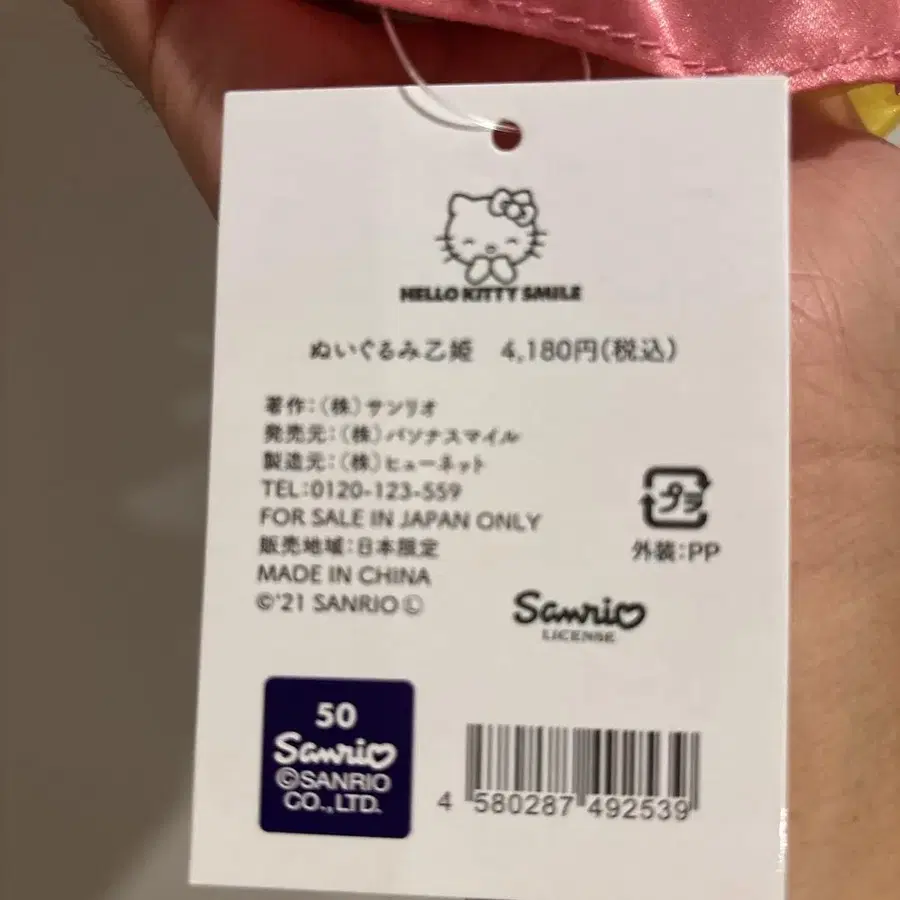 HELLO KITTY SMILE
ぬいぐるみ乙姫 4,180円(税込)
著作:(株)サンリオ
発売元:(株)パソナスマイル
製造元:(株)ヒューネット
TEL:0120-123-559
FOR SALE IN JAPAN ONLY
販売地域:日本限定
MADE IN CHINA
©'21 SANRIO Ⓛ
プラ
外装:PP
Sanrio
LICENSE
50
Sanrio
©SANRIO
CO.,LTD.
4 580287 492539